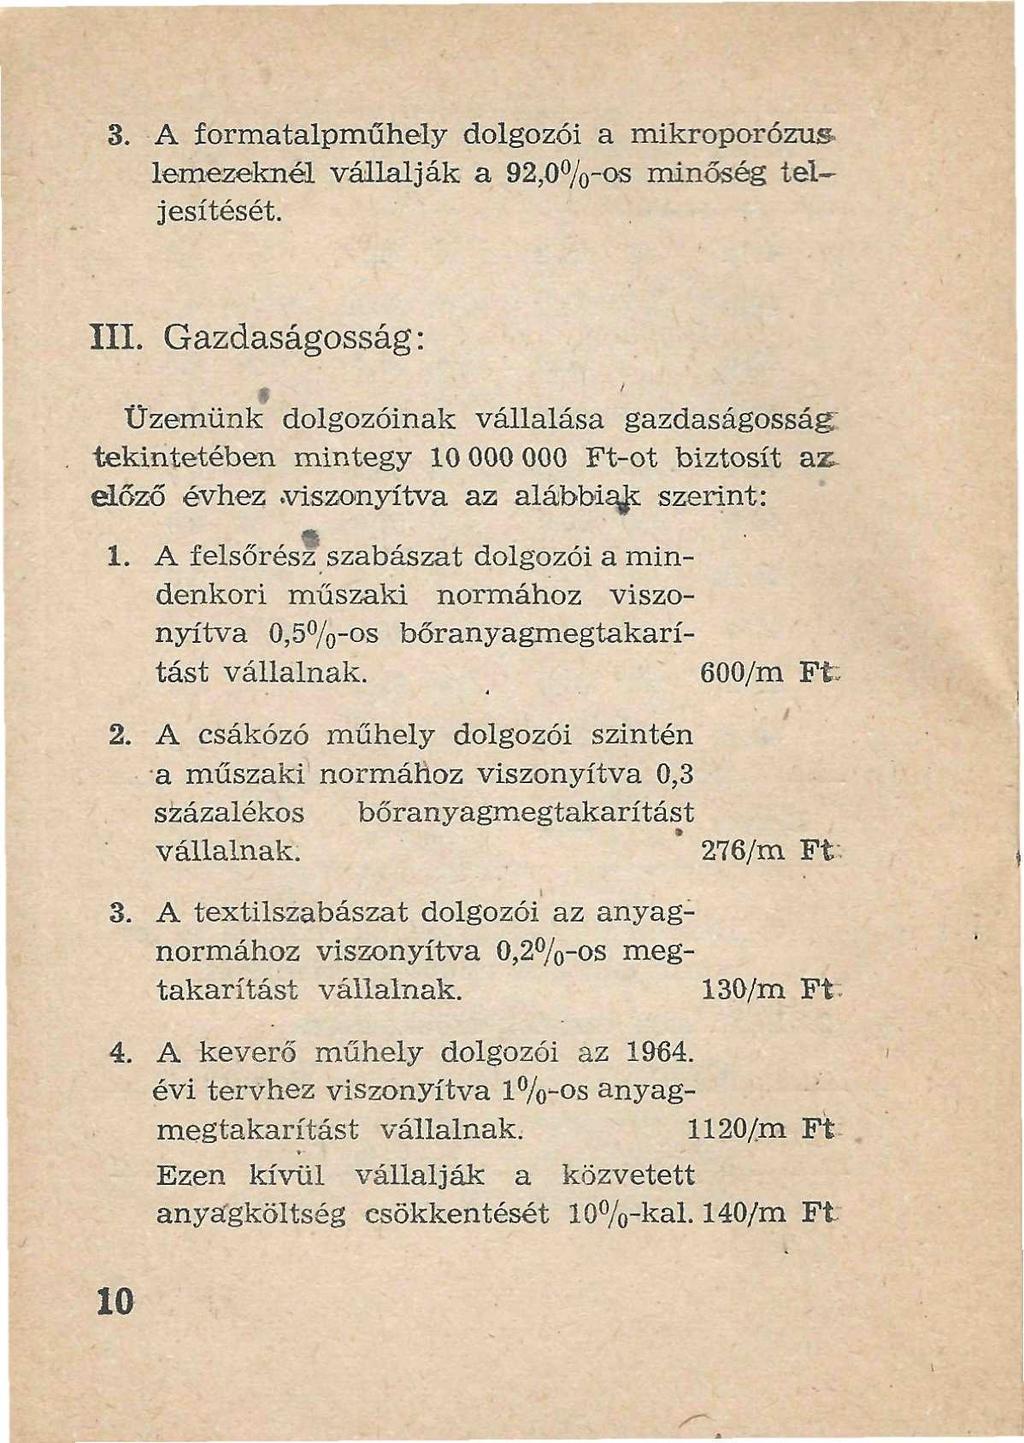 3. A formatalpműhely dolgozói a mikroporózus
lemezeknél vállalják a 92,0%-os minőség tel-
jesítését.
III. Gazdaságosság:
Üzemünk dolgozóinak vállalása gazdaságosság
tekintetében mintegy 10 000 000 Ft-ot biztosít az
előző évhez viszonyítva az alábbiak szerint:
1. A felsőrész szabászat dolgozói a min-
denkori műszaki normához viszo-
nyítva 0,5%-os bőranyagmegtakarí-
tást vállalnak. 600/m Ft
2. A csákózó műhely dolgozói szintén
a műszaki normához viszonyítva 0,3
százalékos bőranyagmegtakarítást
vállalnak. 276/m Ft
3. A textilszabászat dolgozói az anyag-
normához viszonyítva 0,2%-os meg-
takarítást vállalnak. 130/m Ft
4. A keverő műhely dolgozói az 1964.
évi tervhez viszonyítva 1%-os anyag-
megtakarítást vállalnak. 1120/m Ft
Ezen kívül vállalják a közvetett
anyagköltség csökkentését 10%-kal. 140/m Ft
10